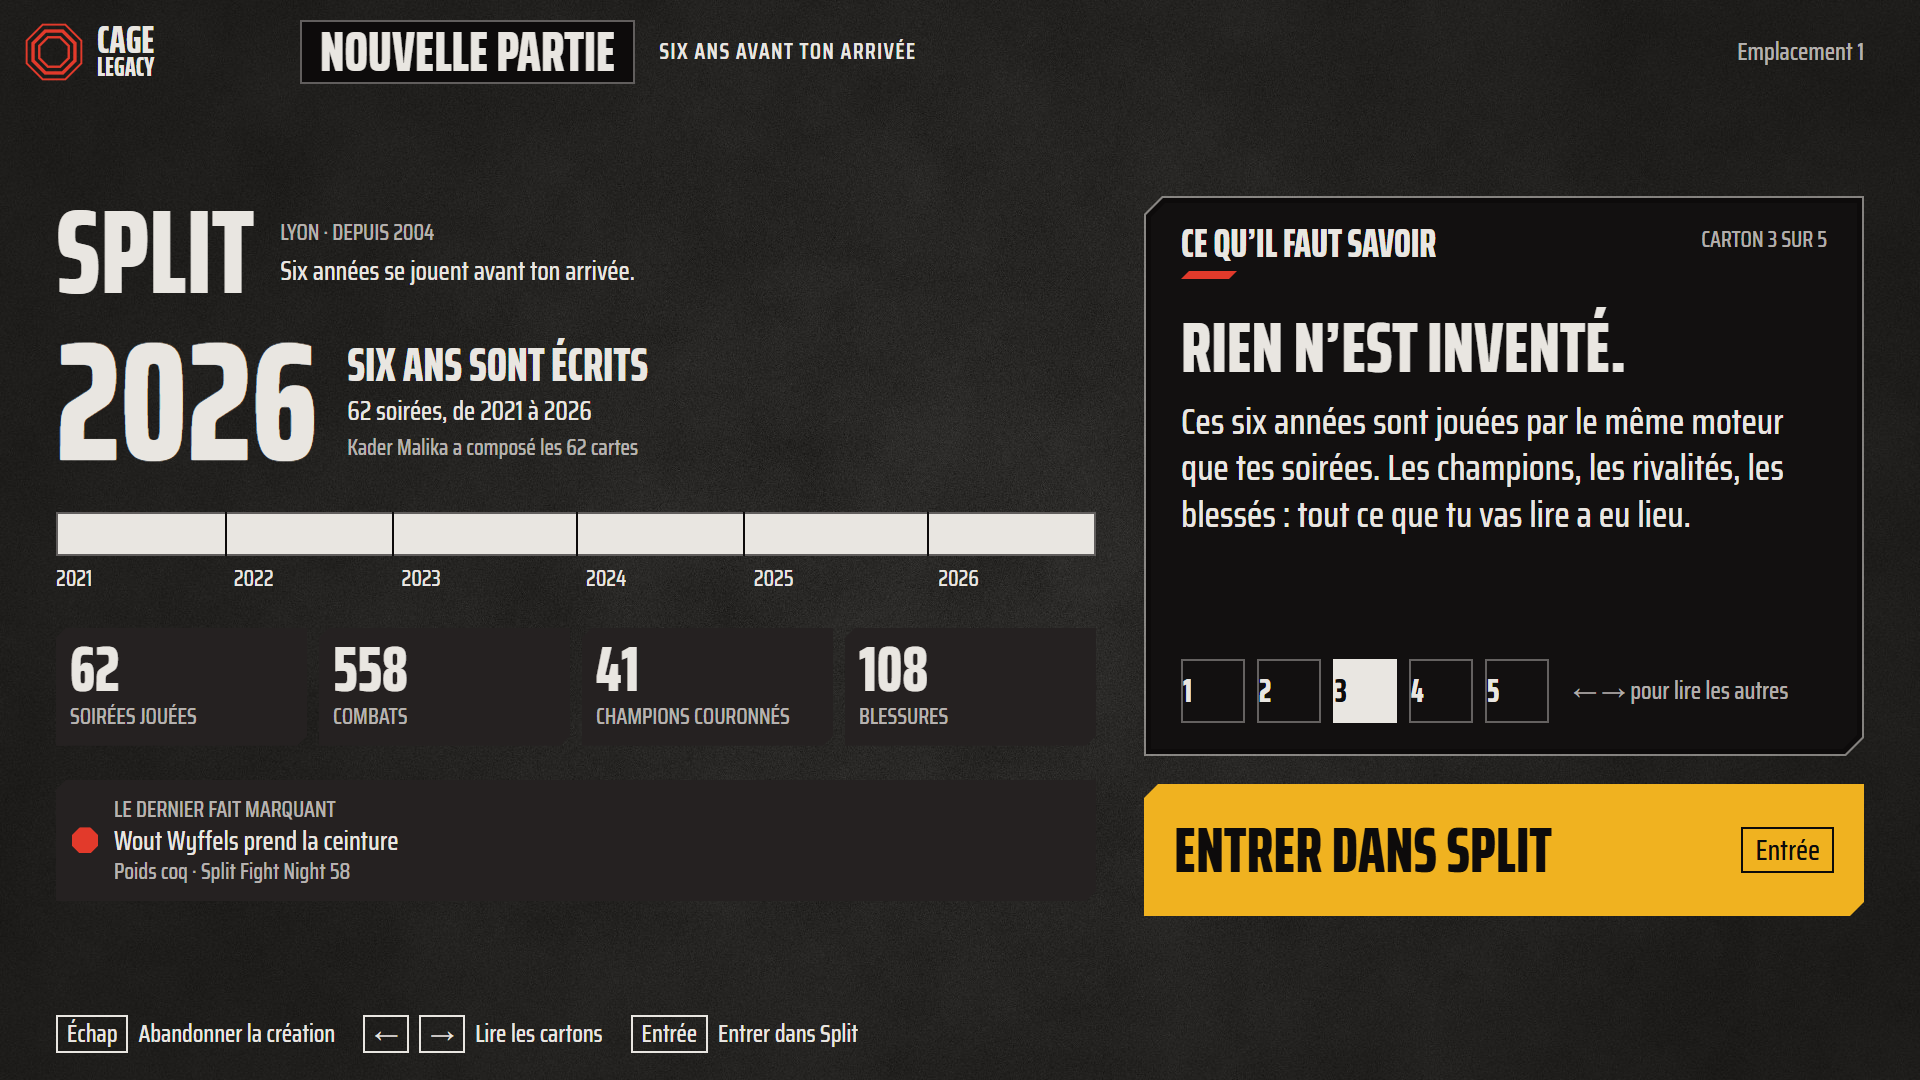 CAGE
LEGACY
NOUVELLE PARTIE
SIX ANS AVANT TON ARRIVÉE
Emplacement 1
SPLIT
LYON · DEPUIS 2004
Six années se jouent avant ton arrivée.
2026
SIX ANS SONT ÉCRITS
62 soirées, de 2021 à 2026
Kader Malika a composé les 62 cartes
2021 2022 2023 2024 2025 2026
62 558 41 108
SOIRÉES JOUÉES COMBATS CHAMPIONS COURONNÉS BLESSURES
LE DERNIER FAIT MARQUANT
Wout Wyffels prend la ceinture
Poids coq · Split Fight Night 58
CE QU’IL FAUT SAVOIR
CARTON 3 SUR 5
RIEN N’EST INVENTÉ.
Ces six années sont jouées par le même moteur
que tes soirées. Les champions, les rivalités, les
blessés : tout ce que tu vas lire a eu lieu.
1 2 3 4 5 ←→ pour lire les autres
ENTRER DANS SPLIT Entrée
Échap Abandonner la création ← → Lire les cartons Entrée Entrer dans Split